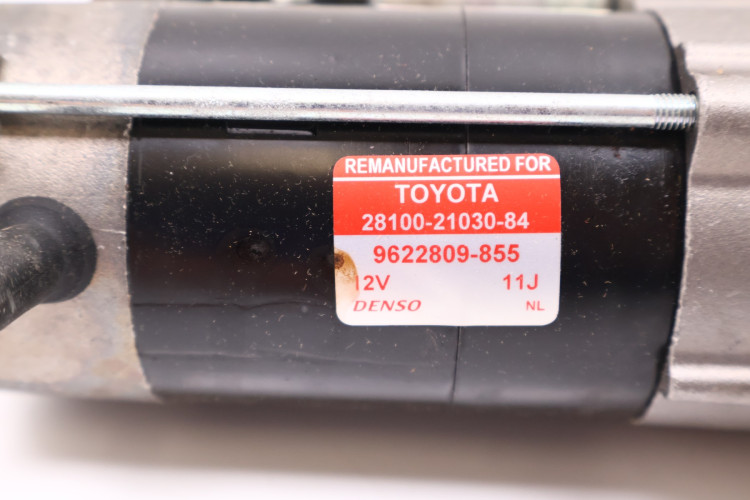 REMANUFACTURED FOR
TOYOTA
28100-21030-84
9622809-855
12V 11J
DENSO NL